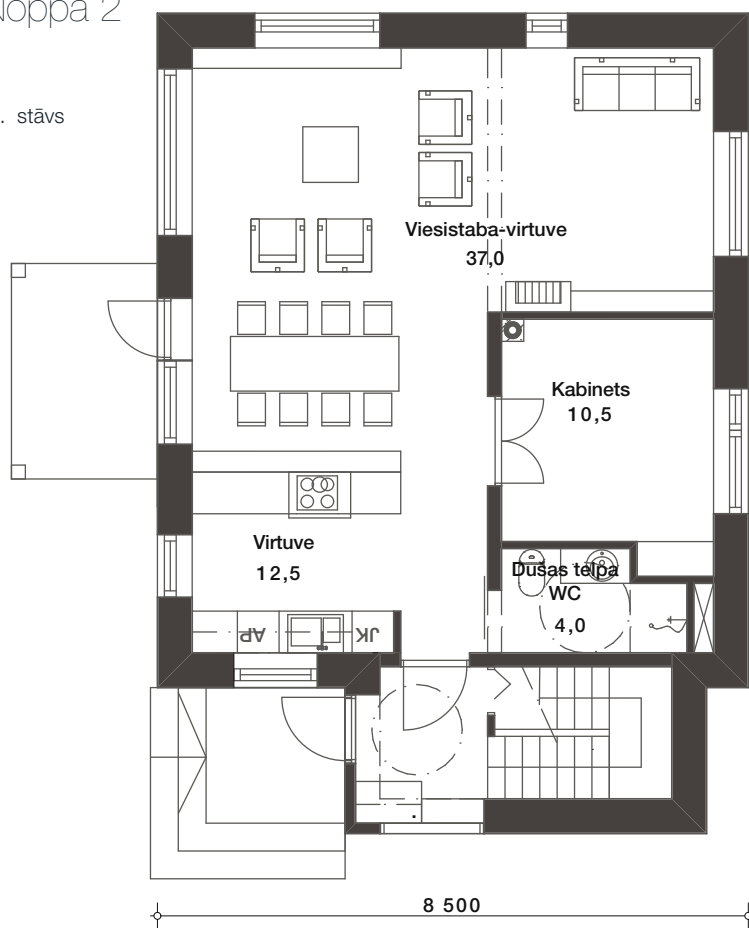 Noppa 2
. stāvs
Viesistaba-virtuve
37,0
Kabinets
10,5
Virtuve
12,5
Dušas telpa
WC
4,0
AP
JK
8 500